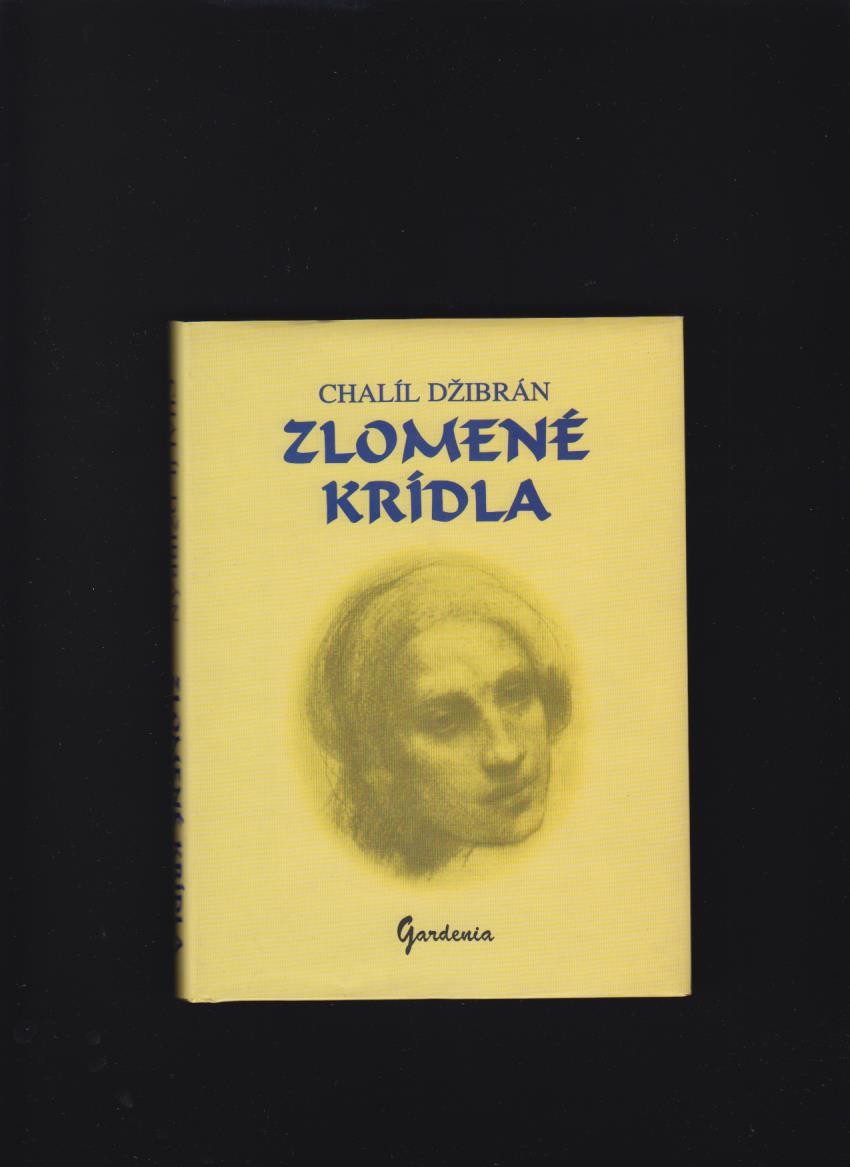 CHALÍL DŽIBRÁN
ZLOMENÉ
KRÍDLA
Gardenia